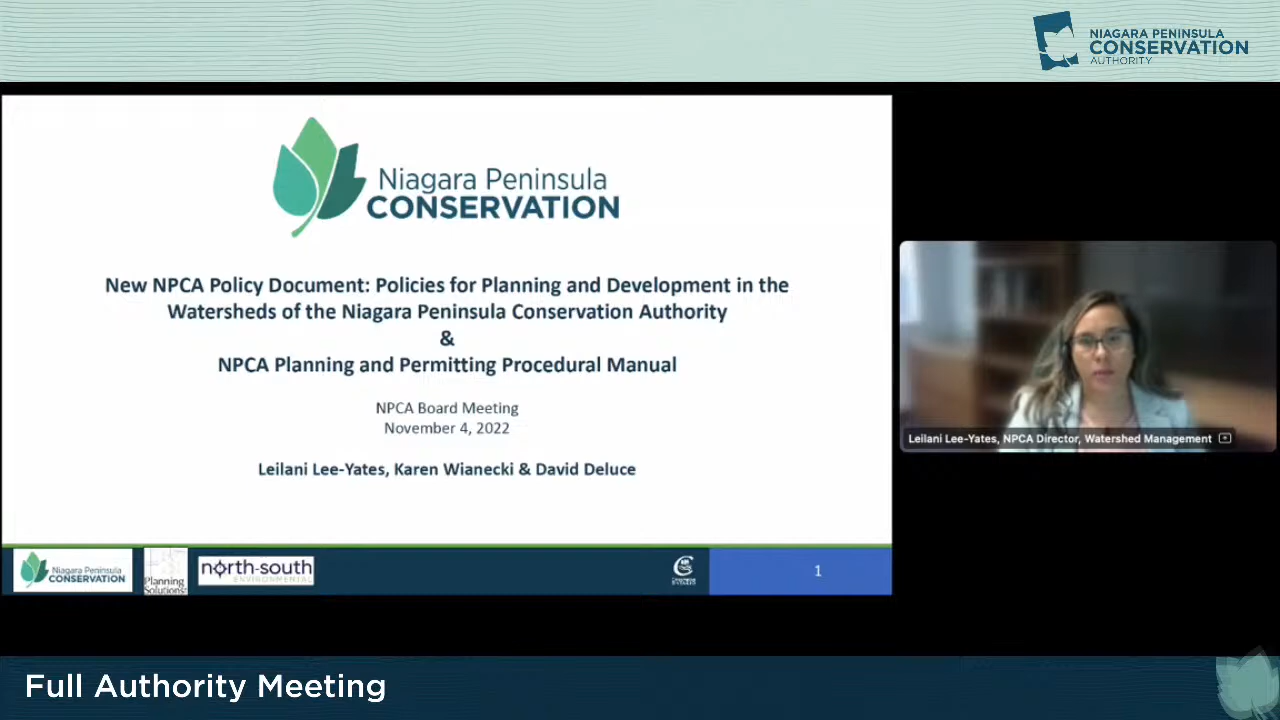 NIAGARA PENINSULA
CONSERVATION
AUTHORITY
Niagara Peninsula
CONSERVATION
New NPCA Policy Document: Policies for Planning and Development in the
Watersheds of the Niagara Peninsula Conservation Authority
&
NPCA Planning and Permitting Procedural Manual
NPCA Board Meeting
November 4, 2022
Leilani Lee-Yates, Karen Wianecki & David Deluce
Leilani Lee-Yates, NPCA Director, Watershed Management
Niagara Peninsula
CONSERVATION
Planning
Solutions
north-south
ENVIRONMENTAL
1
Full Authority Meeting